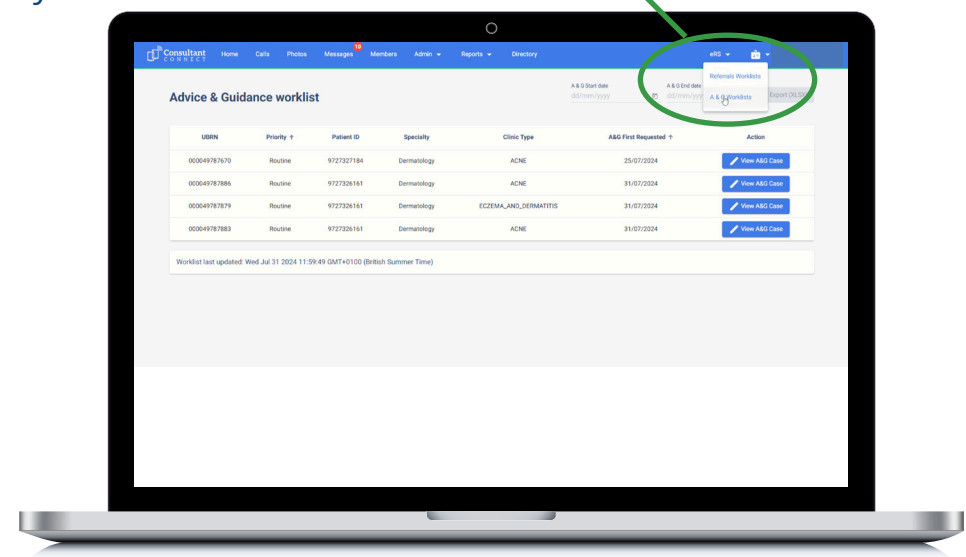 Consultant CONNECT Home Calls Photos Messages 10 Members Admin Reports Directory eRS
Referrals Worklists
A & G Worklists
Advice & Guidance worklist
A & G Start date A & G End date
dd/mm/yyyy dd/mm/yyyy Export (XLSX)
UBRN Priority ↑ Patient ID Specialty Clinic Type A&G First Requested ↑ Action
000049787670 Routine 9727327184 Dermatology ACNE 25/07/2024 View A&G Case
000049787886 Routine 9727326161 Dermatology ACNE 31/07/2024 View A&G Case
000049787879 Routine 9727326161 Dermatology ECZEMA_AND_DERMATITIS 31/07/2024 View A&G Case
000049787883 Routine 9727326161 Dermatology ACNE 31/07/2024 View A&G Case
Worklist last updated: Wed Jul 31 2024 11:59:49 GMT+0100 (British Summer Time)